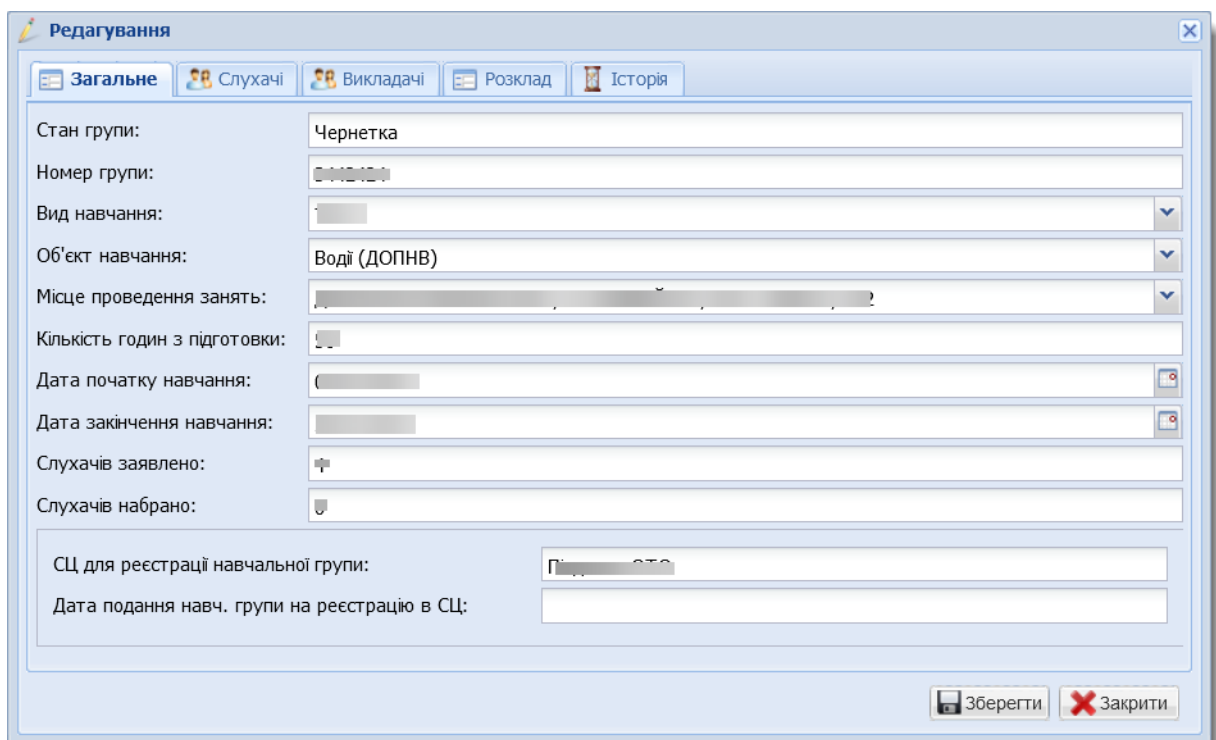 Редагування
Загальне Слухачі Викладачі Розклад Історія
Стан групи: Чернетка
Номер групи:
Вид навчання:
Об'єкт навчання: Водії (ДОПНВ)
Місце проведення занять:
Кількість годин з підготовки:
Дата початку навчання:
Дата закінчення навчання:
Слухачів заявлено:
Слухачів набрано:
СЦ для реєстрації навчальної групи:
Дата подання навч. групи на реєстрацію в СЦ:
Зберегти Закрити